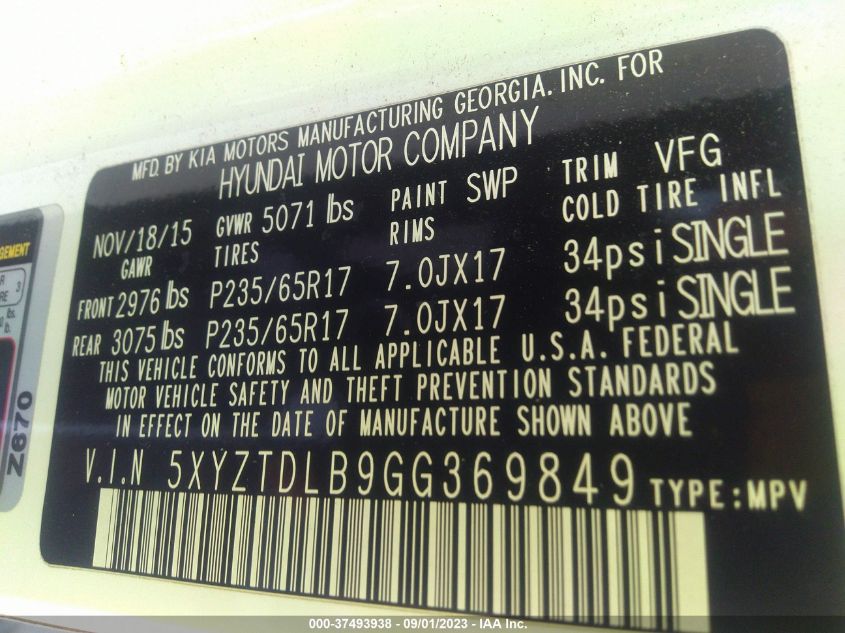 MFD. BY KIA MOTORS MANUFACTURING GEORGIA. INC. FOR
HYUNDAI MOTOR COMPANY
NOV/18/15 GVWR 5071 lbs PAINT SWP TRIM VFG
GAWR TIRES RIMS COLD TIRE INFL
FRONT 2976 lbs P235/65R17 7.0JX17 34psi SINGLE
REAR 3075 lbs P235/65R17 7.0JX17 34psi SINGLE
THIS VEHICLE CONFORMS TO ALL APPLICABLE U.S.A. FEDERAL
MOTOR VEHICLE SAFETY AND THEFT PREVENTION STANDARDS
IN EFFECT ON THE DATE OF MANUFACTURE SHOWN ABOVE
V.I.N 5XYZTDLB9GG369849 TYPE:MPV
3
lbs.
lb.
Z670
000-37493938 - 09/01/2023 - IAA Inc.